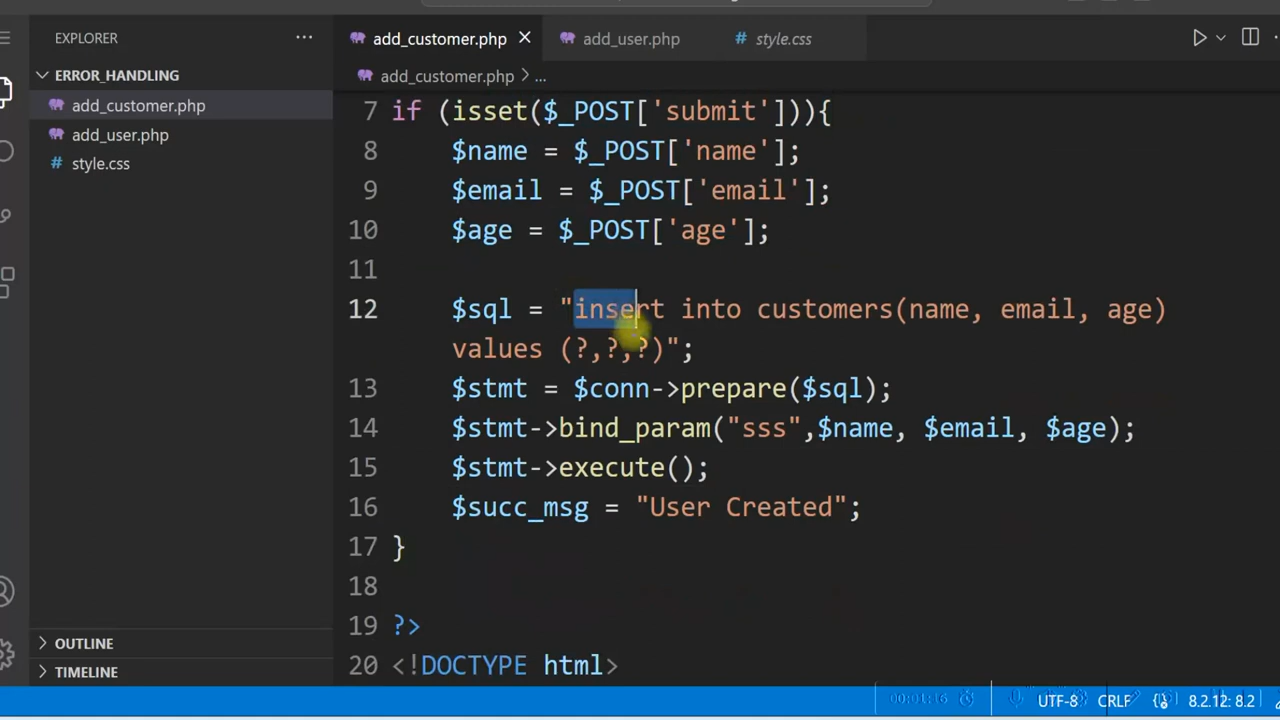 EXPLORER
···
add_customer.php
add_user.php
style.css
ERROR_HANDLING
add_customer.php > ...
add_customer.php
add_user.php
style.css
7 if (isset($_POST['submit'])){
8 $name = $_POST['name'];
9 $email = $_POST['email'];
10 $age = $_POST['age'];
11
12 $sql = "insert into customers(name, email, age)
values (?,?,?)";
13 $stmt = $conn->prepare($sql);
14 $stmt->bind_param("sss",$name, $email, $age);
15 $stmt->execute();
16 $succ_msg = "User Created";
17 }
18
19 ?>
20 <!DOCTYPE html>
OUTLINE
TIMELINE
00:01:16
UTF-8
CRLF
8.2.12: 8.2